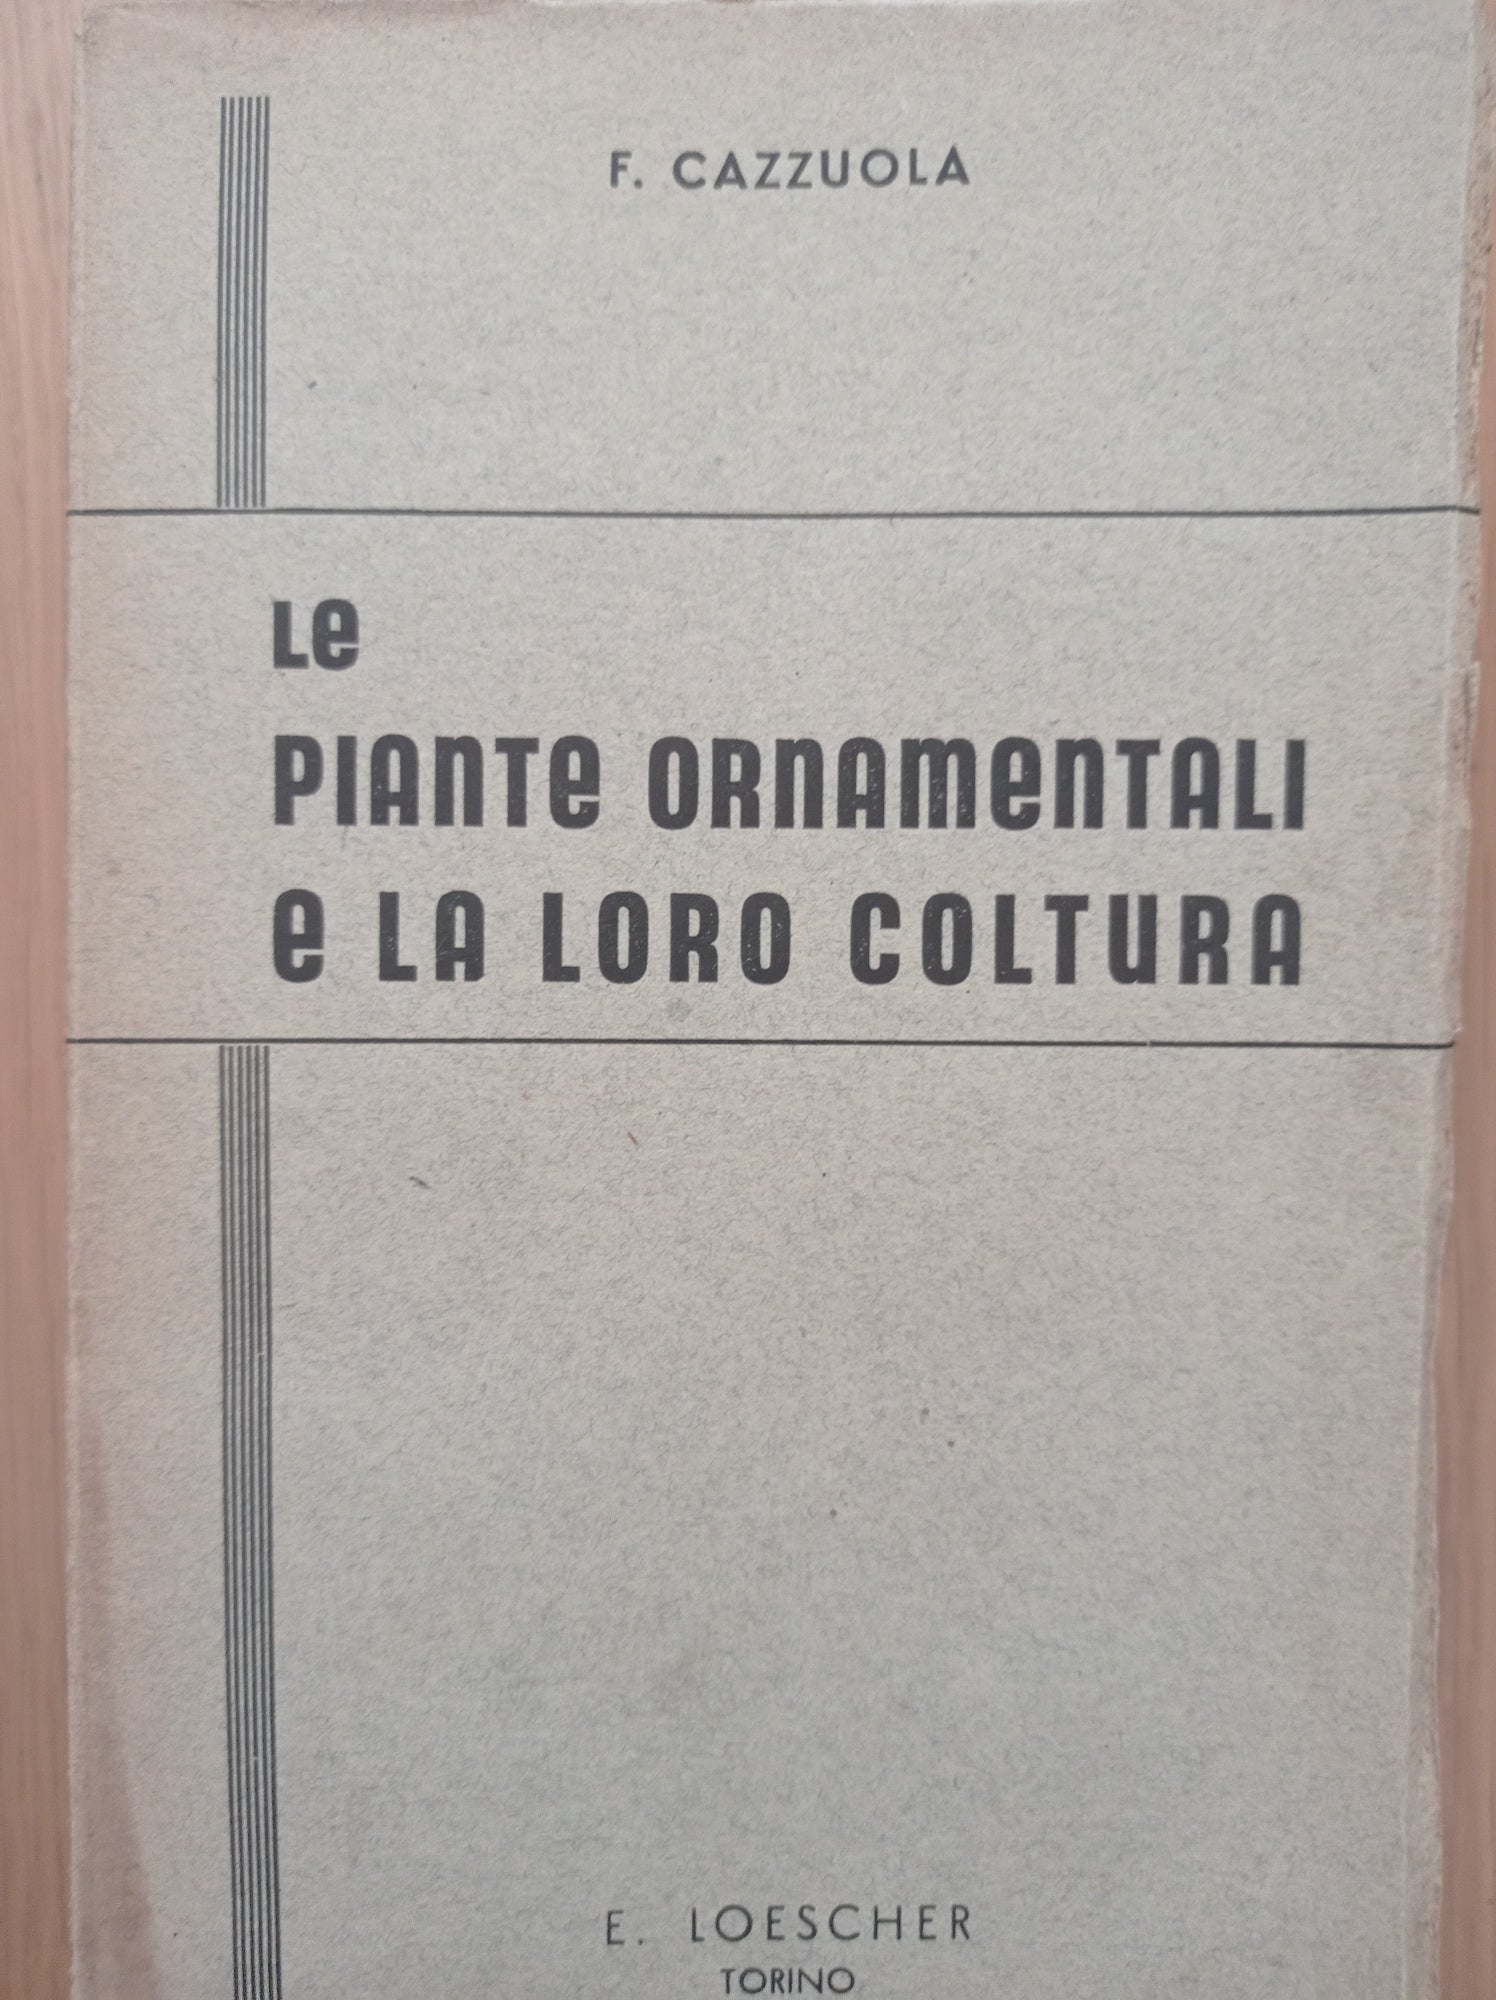 F. CAZZUOLA
Le
PIANTE ORNAMENTALI
e LA LORO COLTURA
E. LOESCHER
TORINO